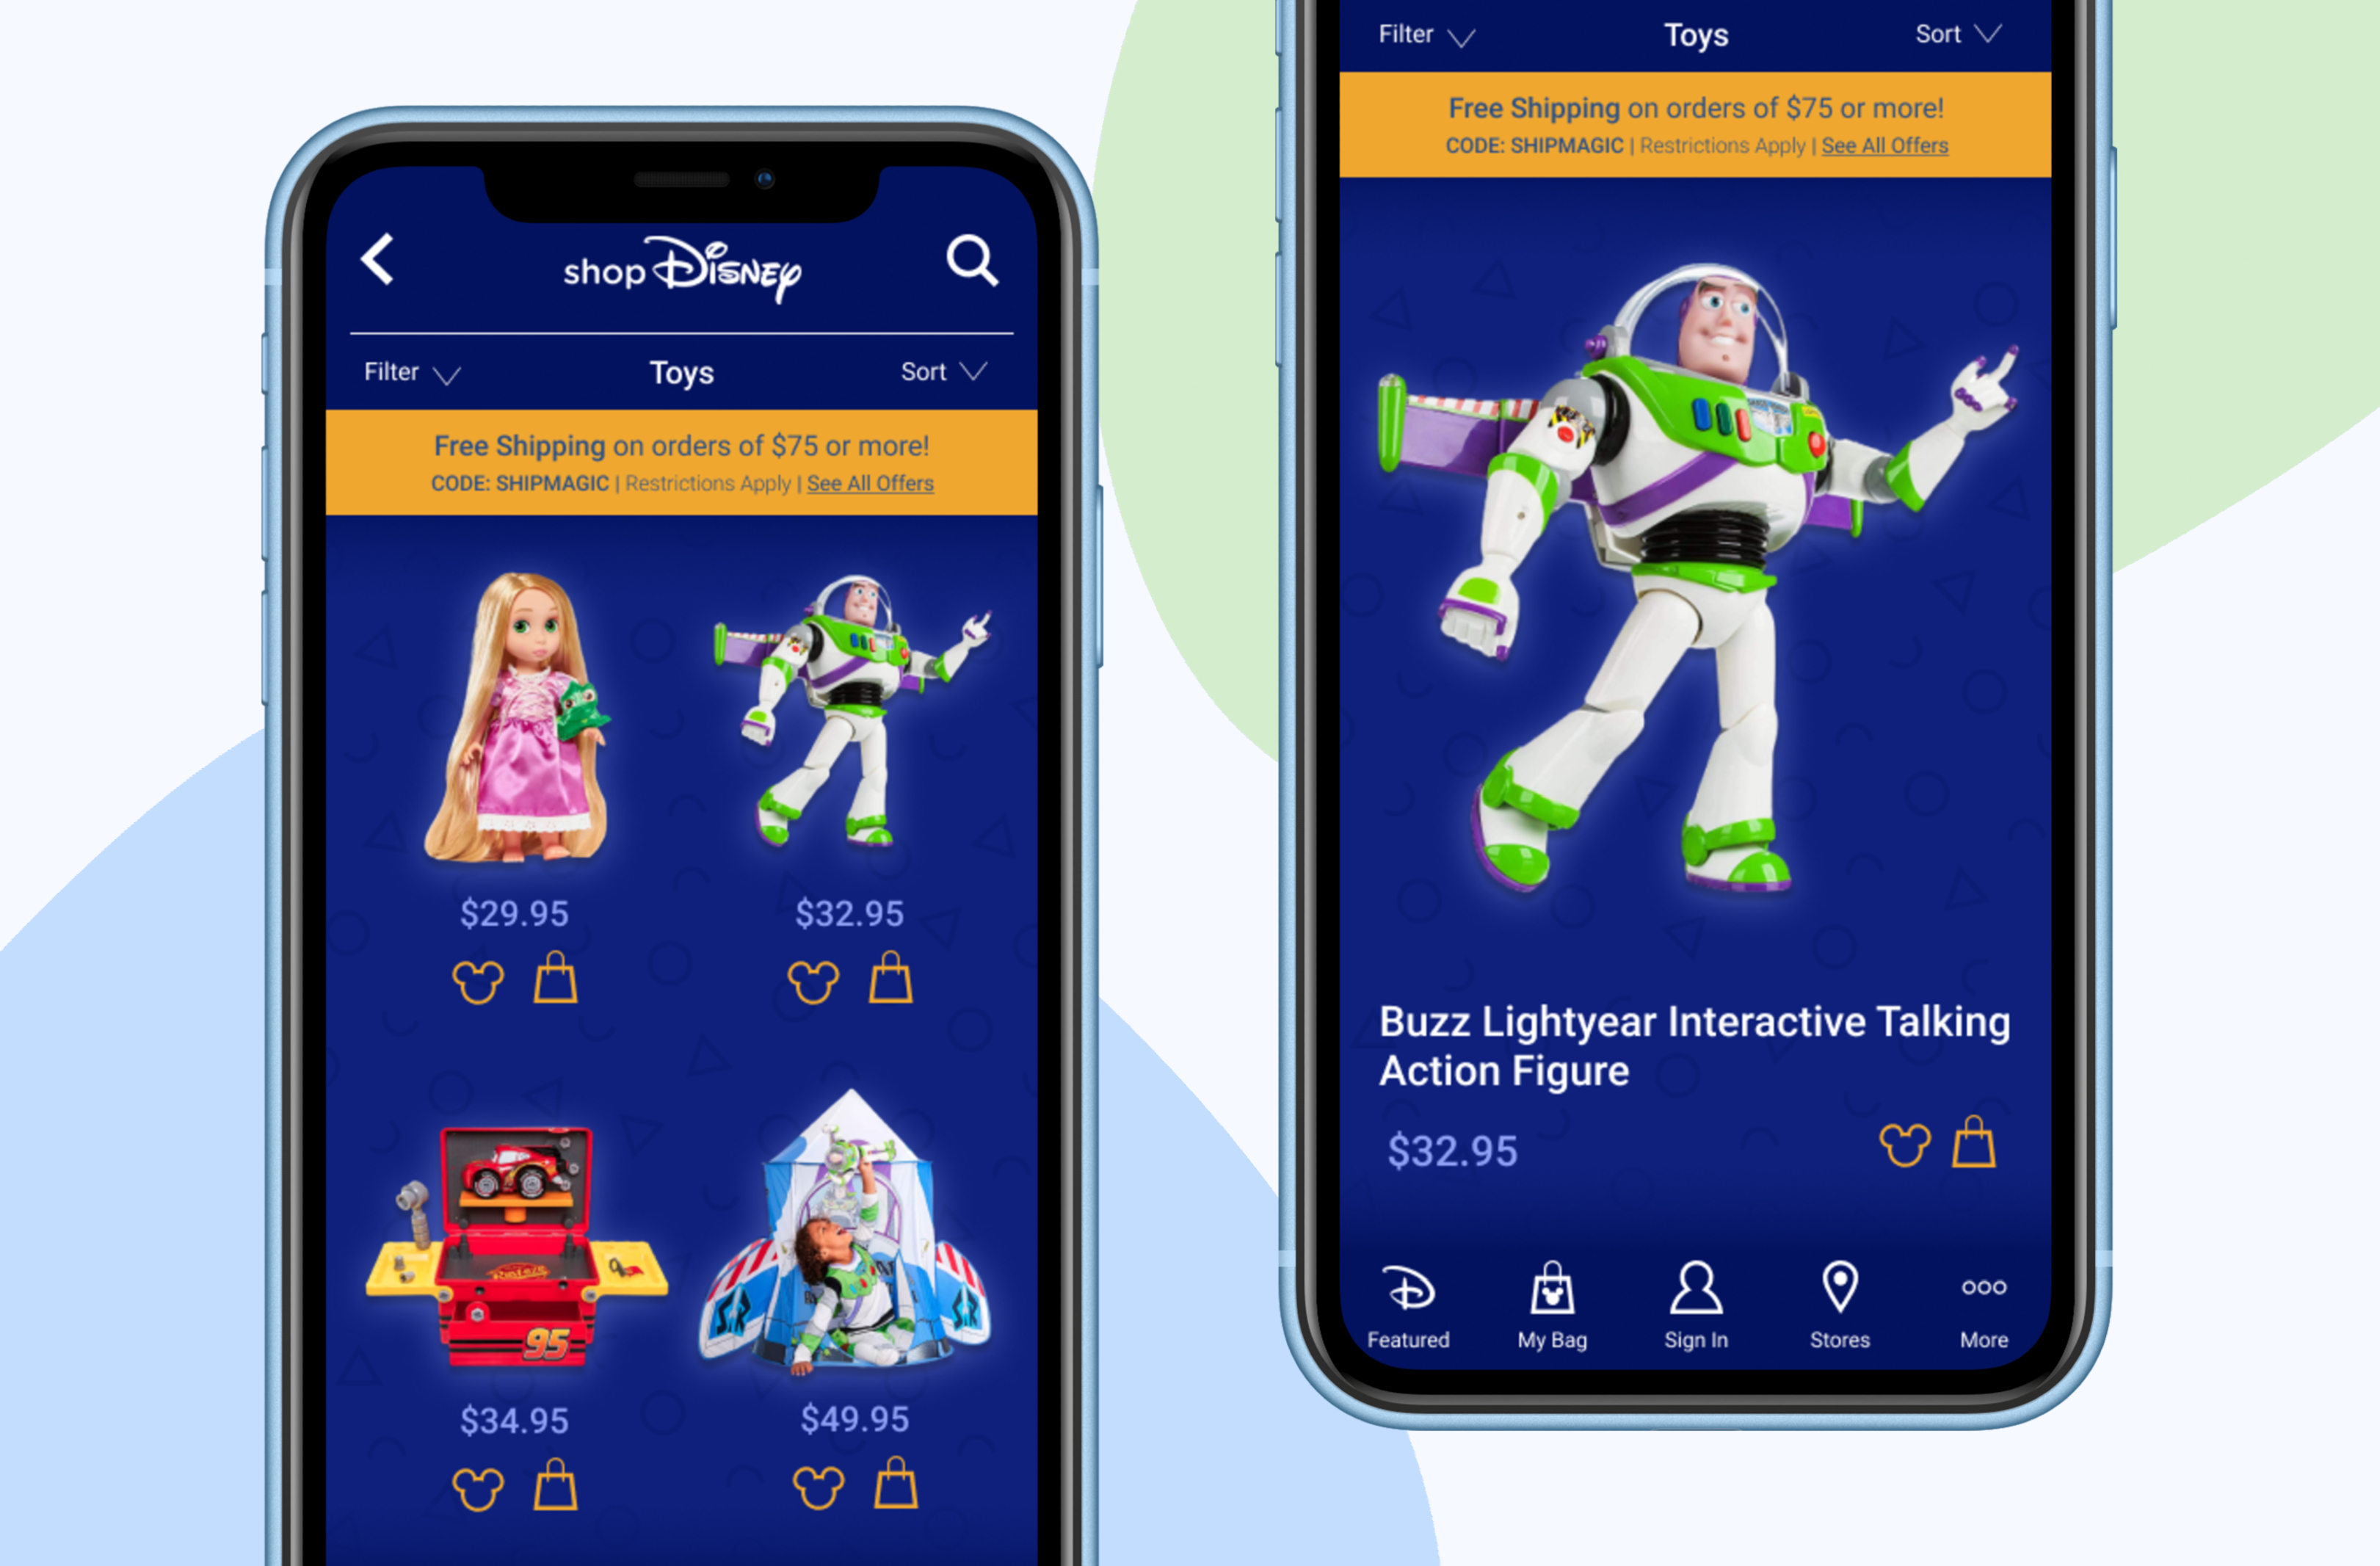 shop Disney
Filter
Toys
Sort
Free Shipping on orders of $75 or more!
CODE: SHIPMAGIC | Restrictions Apply | See All Offers
$29.95
$32.95
95
$34.95
$49.95
Filter
Toys
Sort
Free Shipping on orders of $75 or more!
CODE: SHIPMAGIC | Restrictions Apply | See All Offers
Buzz Lightyear Interactive Talking
Action Figure
$32.95
Featured
My Bag
Sign In
Stores
More